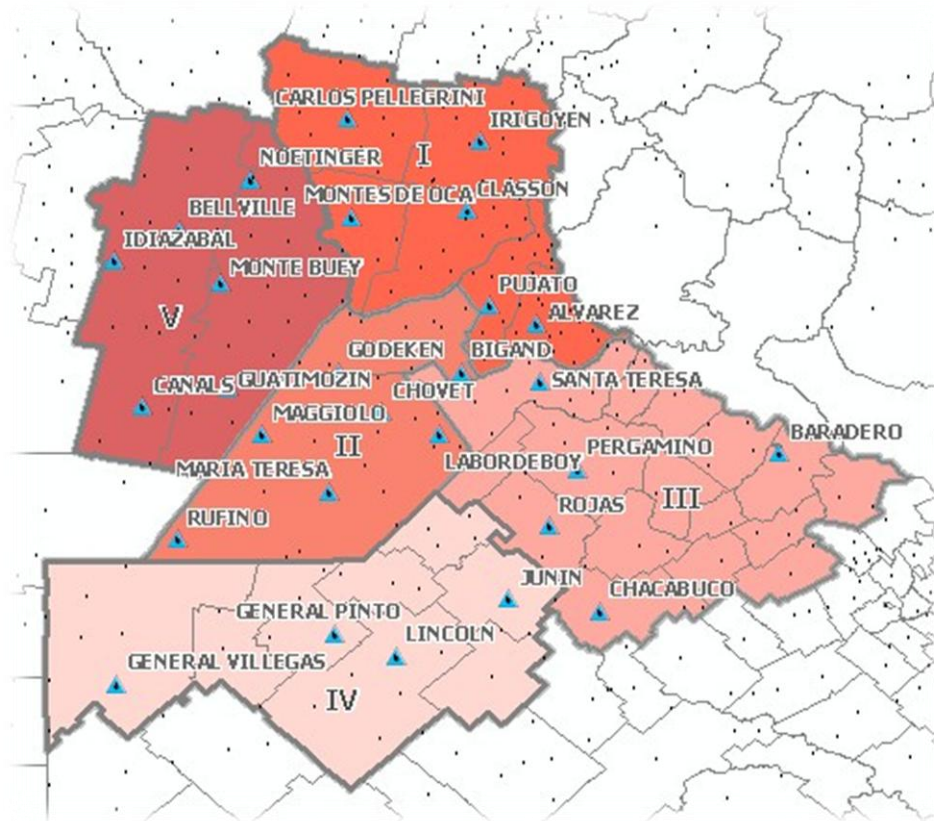 CARLOS PELLEGRINI
IRIGOYEN
I
NOETINGER
MONTES DE OCA
CLASSON
BELLVILLE
IDIAZABAL
MONTE BUEY
PUJATO
V
ALVAREZ
GODEKEN
BIGAND
CANALS
GUATIMOZIN
CHOVET
SANTA TERESA
MAGGIOLO
II
BARADERO
PERGAMINO
LABORDEBOY
MARIA TERESA
III
ROJAS
RUFINO
JUNIN
CHACABUCO
GENERAL PINTO
LINCOLN
GENERAL VILLEGAS
IV